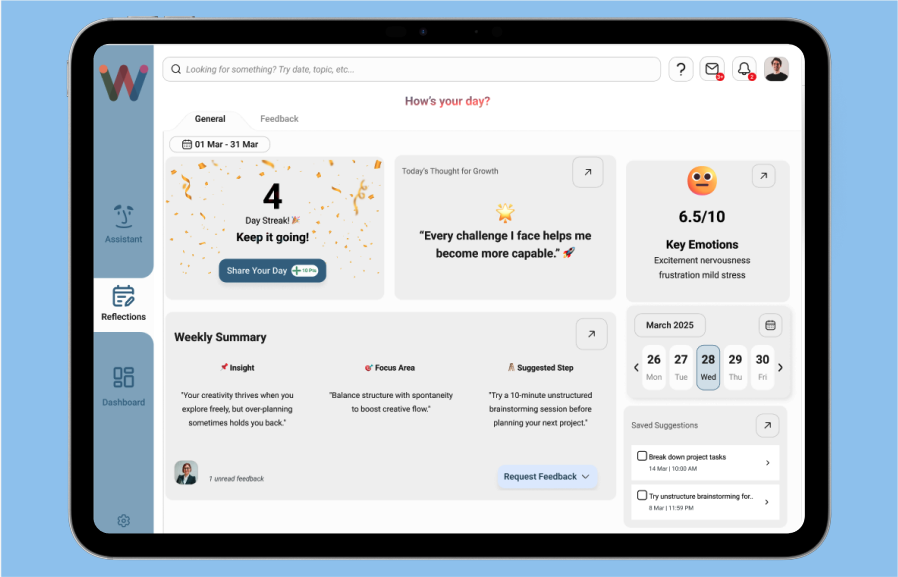 W
Looking for something? Try date, topic, etc...
?
9+
2
How's your day?
General
Feedback
01 Mar - 31 Mar
4
Day Streak!
Keep it going!
Share Your Day
+10 Pts
Today's Thought for Growth
“Every challenge I face helps me
become more capable.”
6.5/10
Key Emotions
Excitement nervousness
frustration mild stress
Assistant
Reflections
Dashboard
Weekly Summary
Insight
"Your creativity thrives when you
explore freely, but over-planning
sometimes holds you back."
Focus Area
"Balance structure with spontaneity
to boost creative flow."
Suggested Step
"Try a 10-minute unstructured
brainstorming session before
planning your next project."
1 unread feedback
Request Feedback
March 2025
26 27 28 29 30
Mon Tue Wed Thu Fri
Saved Suggestions
Break down project tasks
14 Mar | 10:00 AM
Try unstructure brainstorming for..
8 Mar | 11:59 PM